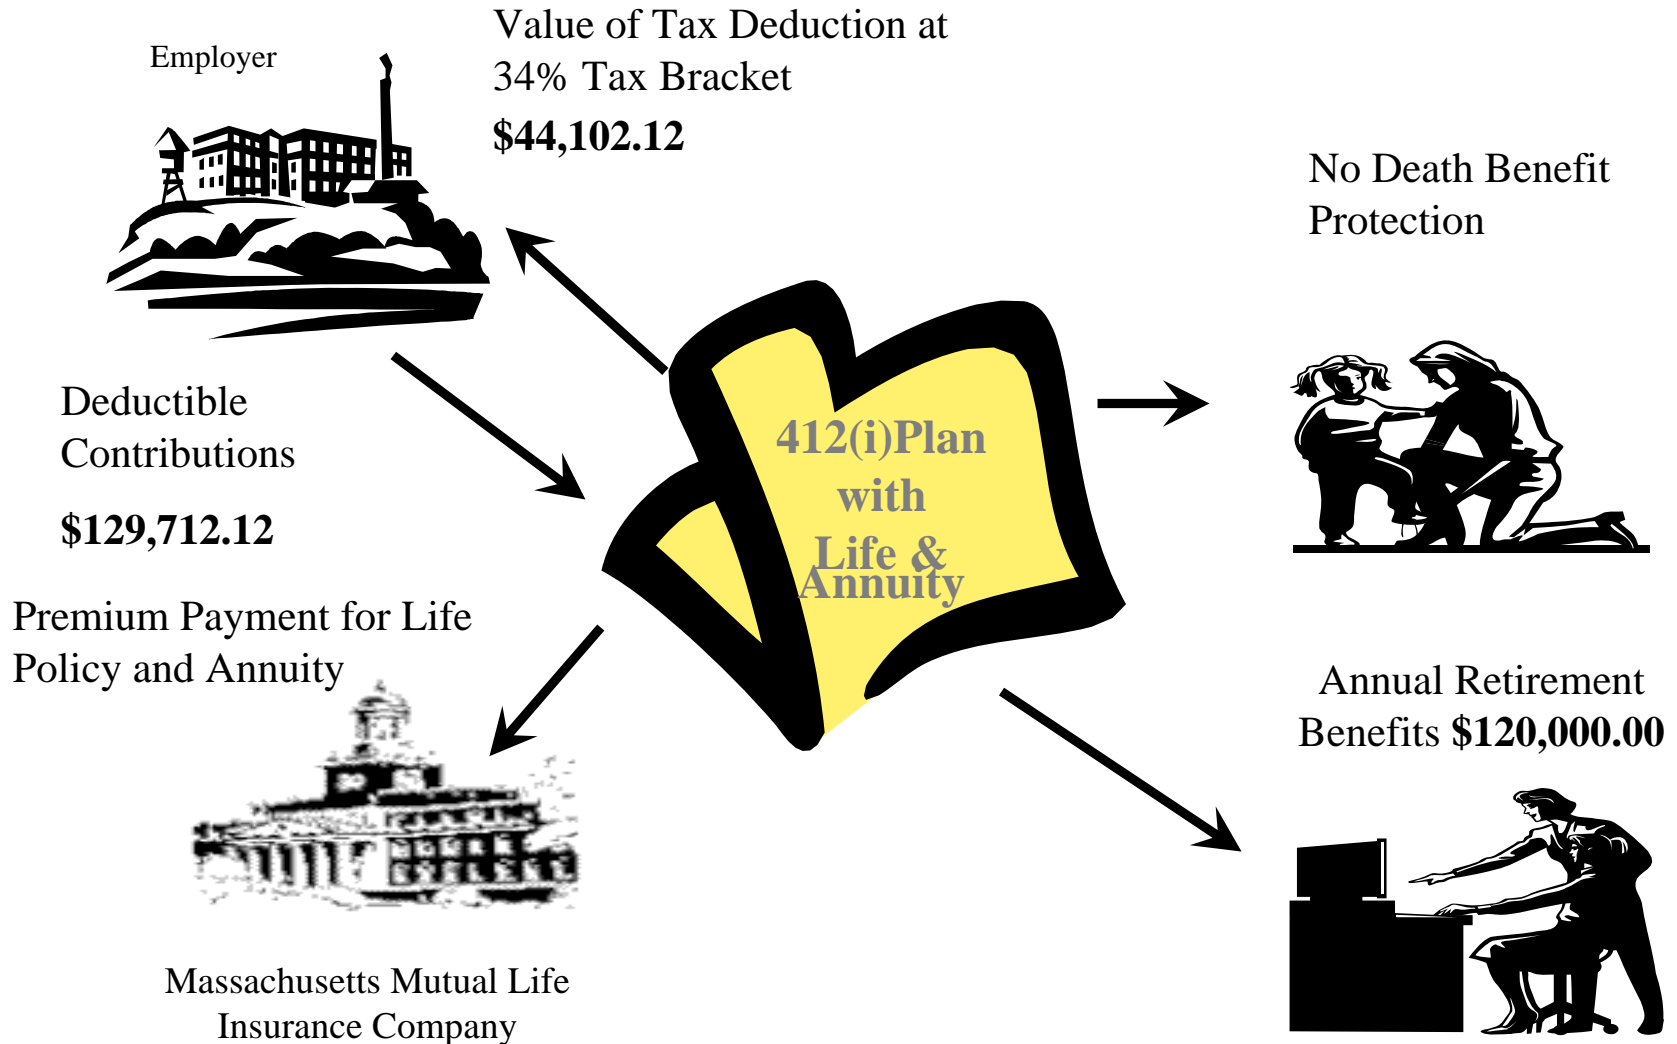 Employer
Value of Tax Deduction at
34% Tax Bracket
$44,102.12
No Death Benefit
Protection
Deductible
Contributions
$129,712.12
412(i)Plan
with
Life &
Annuity
Premium Payment for Life
Policy and Annuity
Annual Retirement
Benefits $120,000.00
Massachusetts Mutual Life
Insurance Company